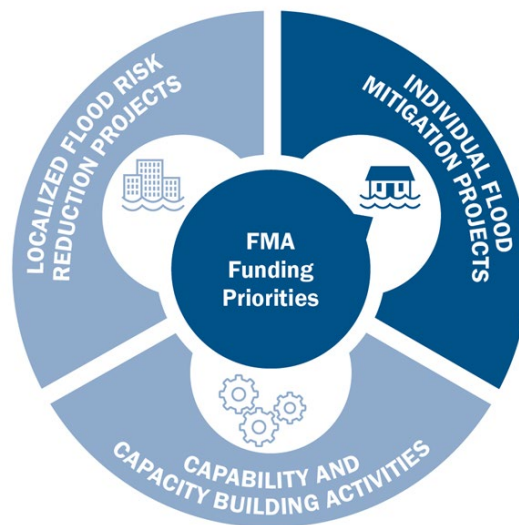 FMA
Funding
Priorities
LOCALIZED FLOOD RISK
REDUCTION PROJECTS
INDIVIDUAL FLOOD
MITIGATION PROJECTS
CAPABILITY AND
CAPACITY BUILDING ACTIVITIES